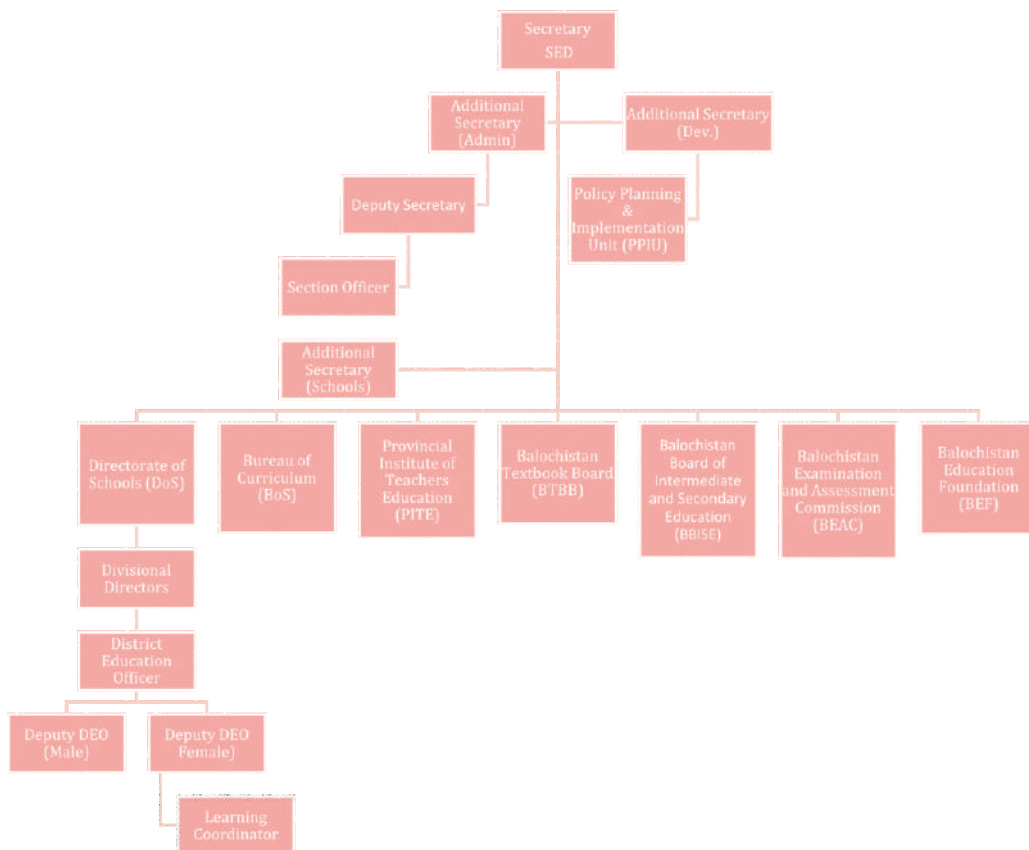 Secretary
SED
Additional
Secretary
(Admin)
Additional Secretary
(Dev.)
Deputy Secretary
Policy Planning
&
Implementation
Unit (PPIU)
Section Officer
Additional
Secretary
(Schools)
Directorate of
Schools (DoS)
Bureau of
Curriculum
(BoS)
Provincial
Institute of
Teachers
Education
(PITE)
Balochistan
Textbook Board
(BTBB)
Balochistan
Board of
Intermediate
and Secondary
Education
(BBISE)
Balochistan
Examination
and Assessment
Commission
(BEAC)
Balochistan
Education
Foundation
(BEF)
Divisional
Directors
District
Education
Officer
Deputy DEO
(Male)
Deputy DEO
Female)
Learning
Coordinator